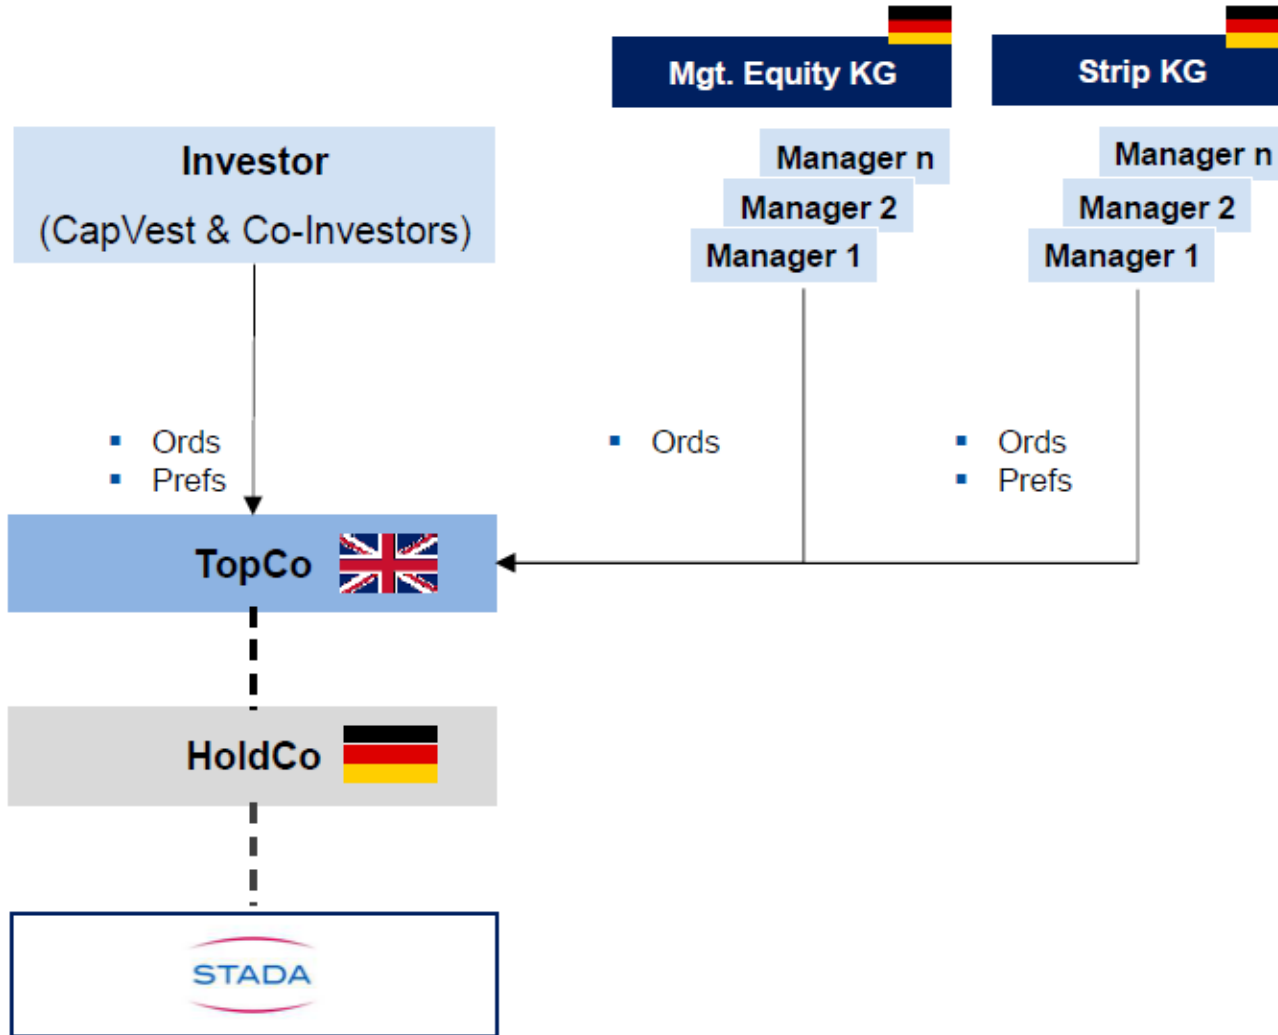 Mgt. Equity KG
Strip KG
Investor
(CapVest & Co-Investors)
Manager n
Manager 2
Manager 1
Manager n
Manager 2
Manager 1
Ords
Prefs
Ords
Ords
Prefs
TopCo
HoldCo
STADA